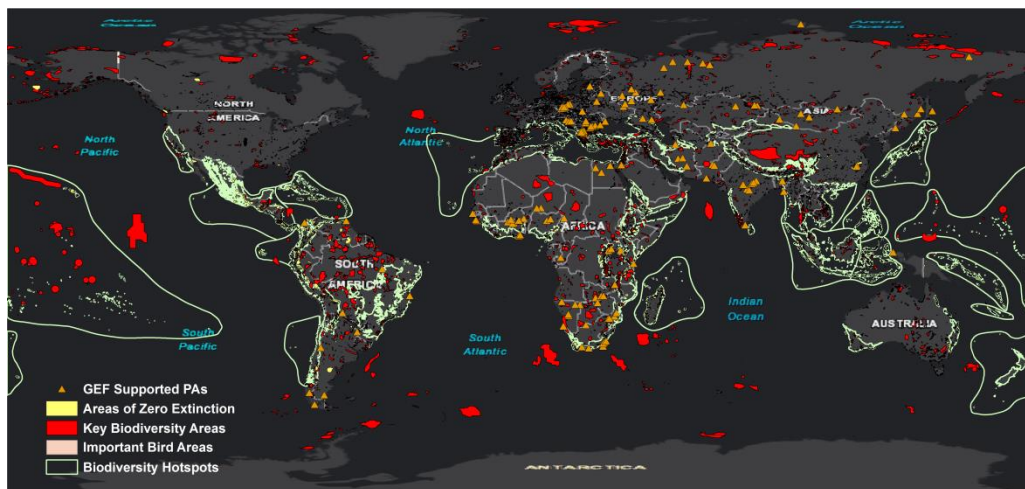 Arctic
Ocean
Arctic
Ocean
NORTH
AMERICA
EUROPE
ASIA
North
Pacific
North
Atlantic
AFRICA
SOUTH
AMERICA
Indian
Ocean
South
Pacific
South
Atlantic
AUSTRALIA
GEF Supported PAs
Areas of Zero Extinction
Key Biodiversity Areas
Important Bird Areas
Biodiversity Hotspots
ANTARCTICA